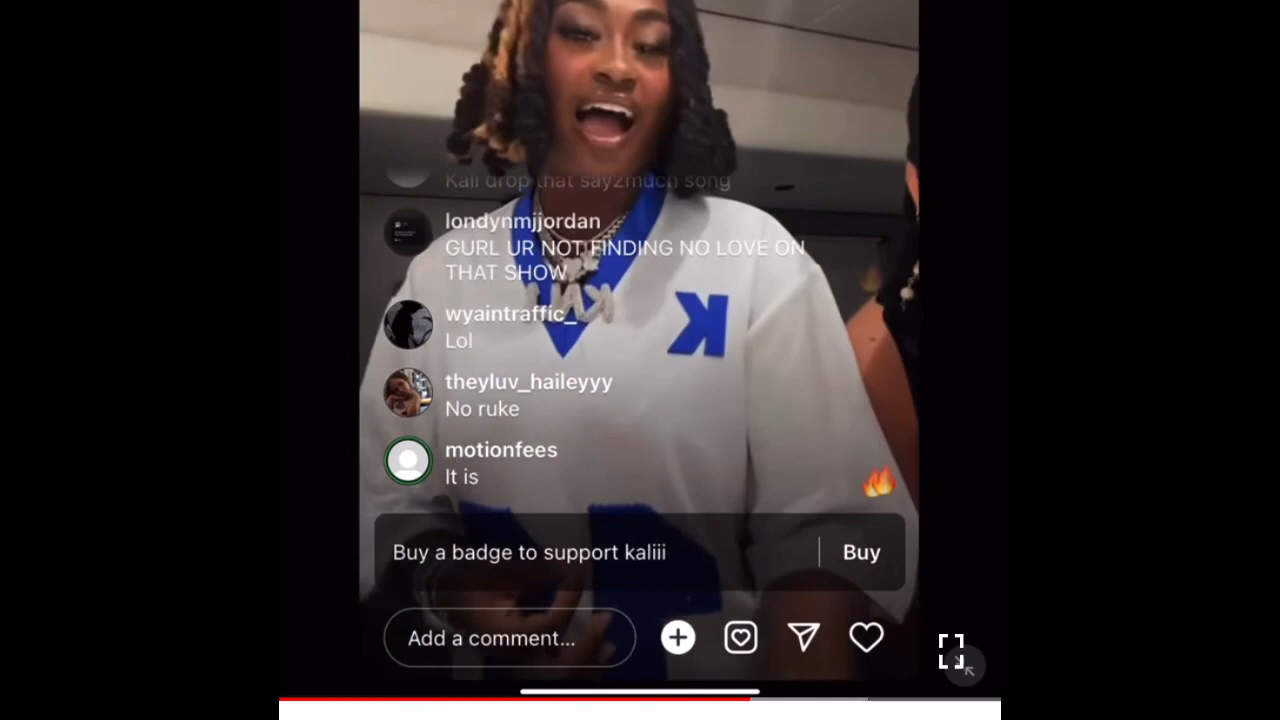 Kali drop that say2much song
londynmjjordan
GURL UR NOT FINDING NO LOVE ON
THAT SHOW
wyaintraffic_
Lol
theyluv_haileyyy
No ruke
motionfees
It is
Buy a badge to support kaliii
Buy
Add a comment...
K